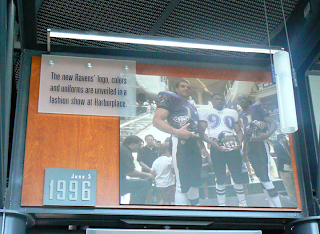 The new Ravens' logo, colors
and uniforms are unveiled in a
fashion show at Harborplace.
90
June 5
1996